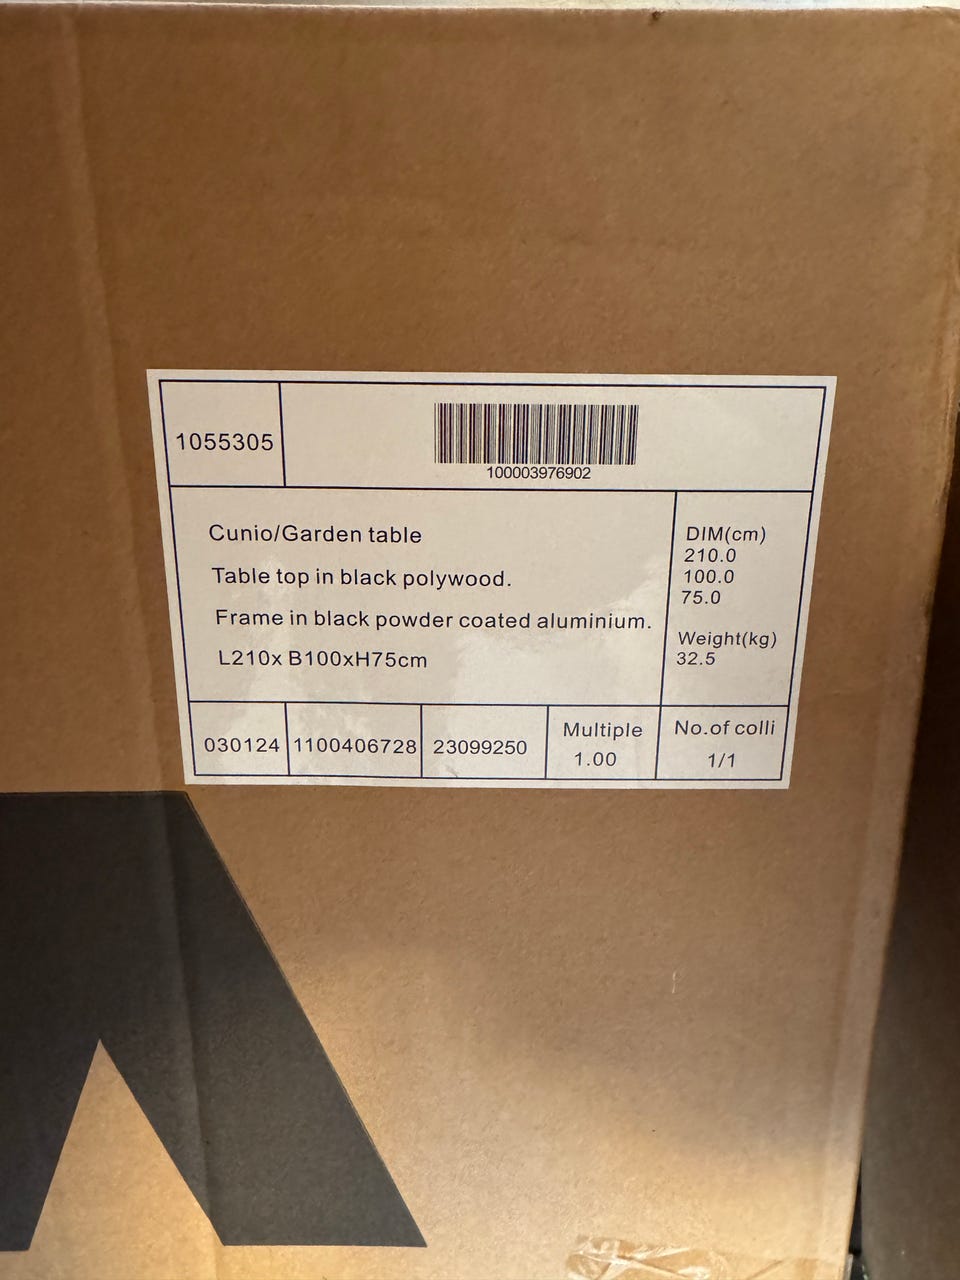 1055305
100003976902
Cunio/Garden table
Table top in black polywood.
Frame in black powder coated aluminium.
L210x B100xH75cm
DIM(cm)
210.0
100.0
75.0
Weight(kg)
32.5
030124
1100406728
23099250
Multiple
1.00
No.of colli
1/1